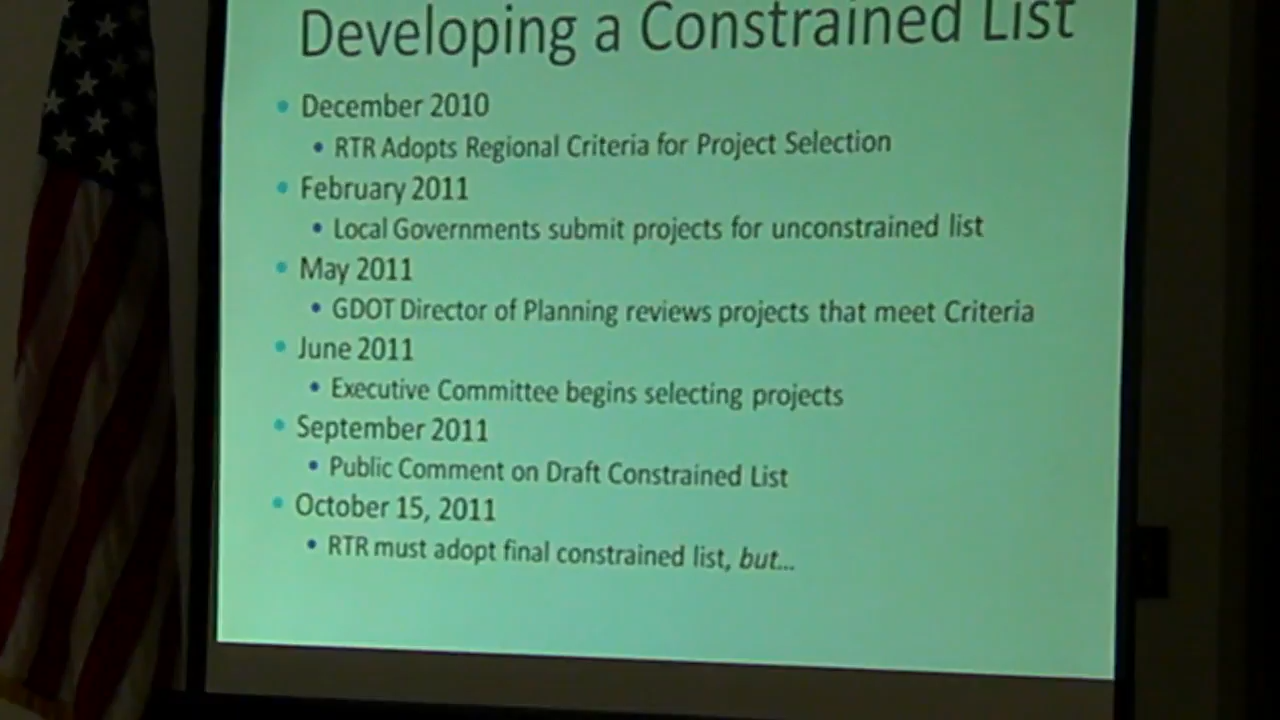 Developing a Constrained List
• December 2010
• RTR Adopts Regional Criteria for Project Selection
• February 2011
• Local Governments submit projects for unconstrained list
• May 2011
• GDOT Director of Planning reviews projects that meet Criteria
• June 2011
• Executive Committee begins selecting projects
• September 2011
• Public Comment on Draft Constrained List
• October 15, 2011
• RTR must adopt final constrained list, but...